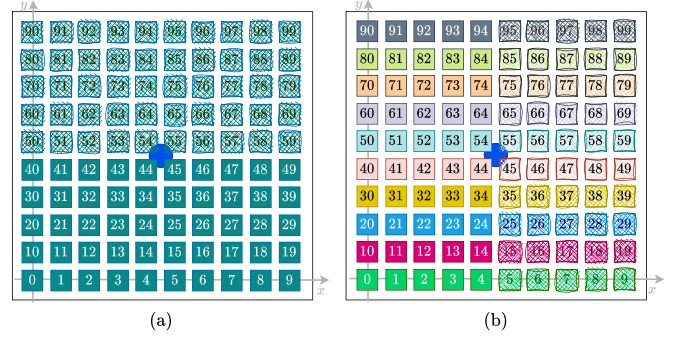 y y
90 91 92 93 94 95 96 97 98 99 90 91 92 93 94 95 96 97 98 99
80 81 82 83 84 85 86 87 88 89 80 81 82 83 84 85 86 87 88 89
70 71 72 73 74 75 76 77 78 79 70 71 72 73 74 75 76 77 78 79
60 61 62 63 64 65 66 67 68 69 60 61 62 63 64 65 66 67 68 69
50 51 52 53 54 55 56 57 58 59 50 51 52 53 54 55 56 57 58 59
40 41 42 43 44 45 46 47 48 49 40 41 42 43 44 45 46 47 48 49
30 31 32 33 34 35 36 37 38 39 30 31 32 33 34 35 36 37 38 39
20 21 22 23 24 25 26 27 28 29 20 21 22 23 24 25 26 27 28 29
10 11 12 13 14 15 16 17 18 19 10 11 12 13 14 15 16 17 18 19
0 1 2 3 4 5 6 7 8 9 0 1 2 3 4 5 6 7 8 9
x x
(a) (b)